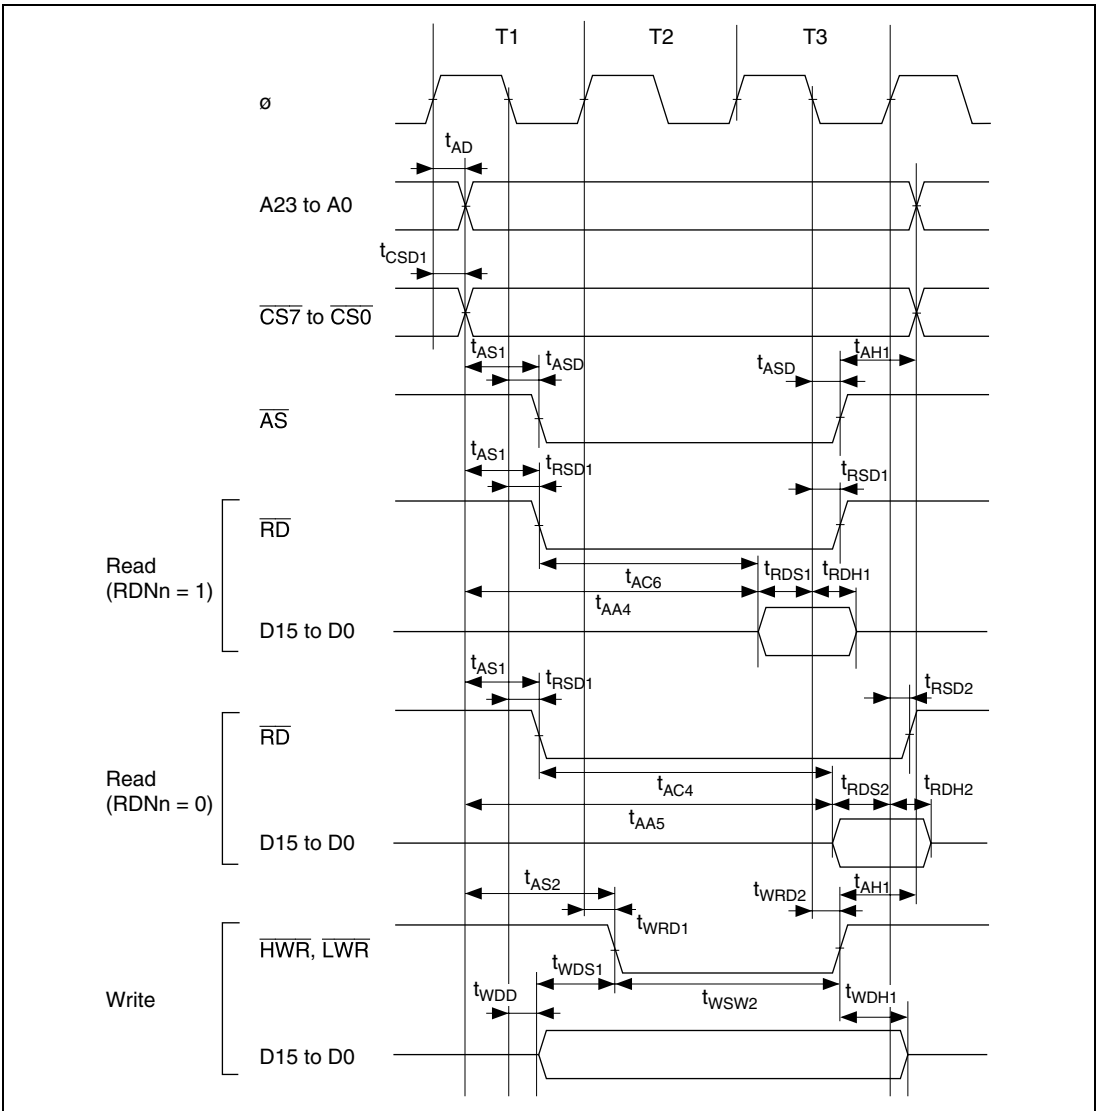 T1 T2 T3
ø
tAD
A23 to A0
tCSD1
CS7 to CS0
tAS1 tASD tASD tAH1
AS
tAS1 tRSD1 tRSD1
RD
Read
(RDNn = 1)
tAC6 tRDS1 tRDH1
tAA4
D15 to D0
tAS1 tRSD1 tRSD2
RD
Read
(RDNn = 0)
tAC4 tRDS2 tRDH2
tAA5
D15 to D0
tAS2 tWRD2 tAH1
tWRD1
HWR, LWR
tWDS1
tWDD tWSW2 tWDH1
Write
D15 to D0